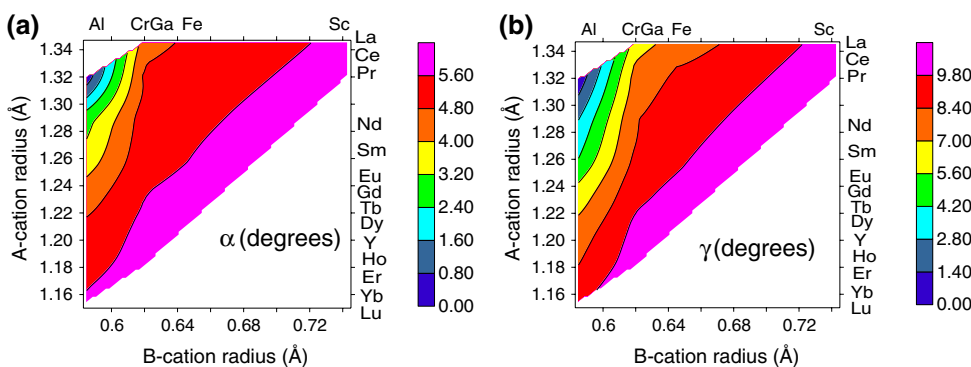 (a)
Al CrGa Fe Sc
A-cation radius (Å)
1.34
1.32
1.30
1.28
1.26
1.24
1.22
1.20
1.18
1.16
La
Ce
Pr
Nd
Sm
Eu
Gd
Tb
Dy
Y
Ho
Er
Yb
Lu
α (degrees)
0.6 0.64 0.68 0.72
B-cation radius (Å)
5.60
4.80
4.00
3.20
2.40
1.60
0.80
0.00
(b)
Al CrGa Fe Sc
A-cation radius (Å)
1.34
1.32
1.30
1.28
1.26
1.24
1.22
1.20
1.18
1.16
La
Ce
Pr
Nd
Sm
Eu
Gd
Tb
Dy
Y
Ho
Er
Yb
Lu
γ (degrees)
0.6 0.64 0.68 0.72
B-cation radius (Å)
9.80
8.40
7.00
5.60
4.20
2.80
1.40
0.00